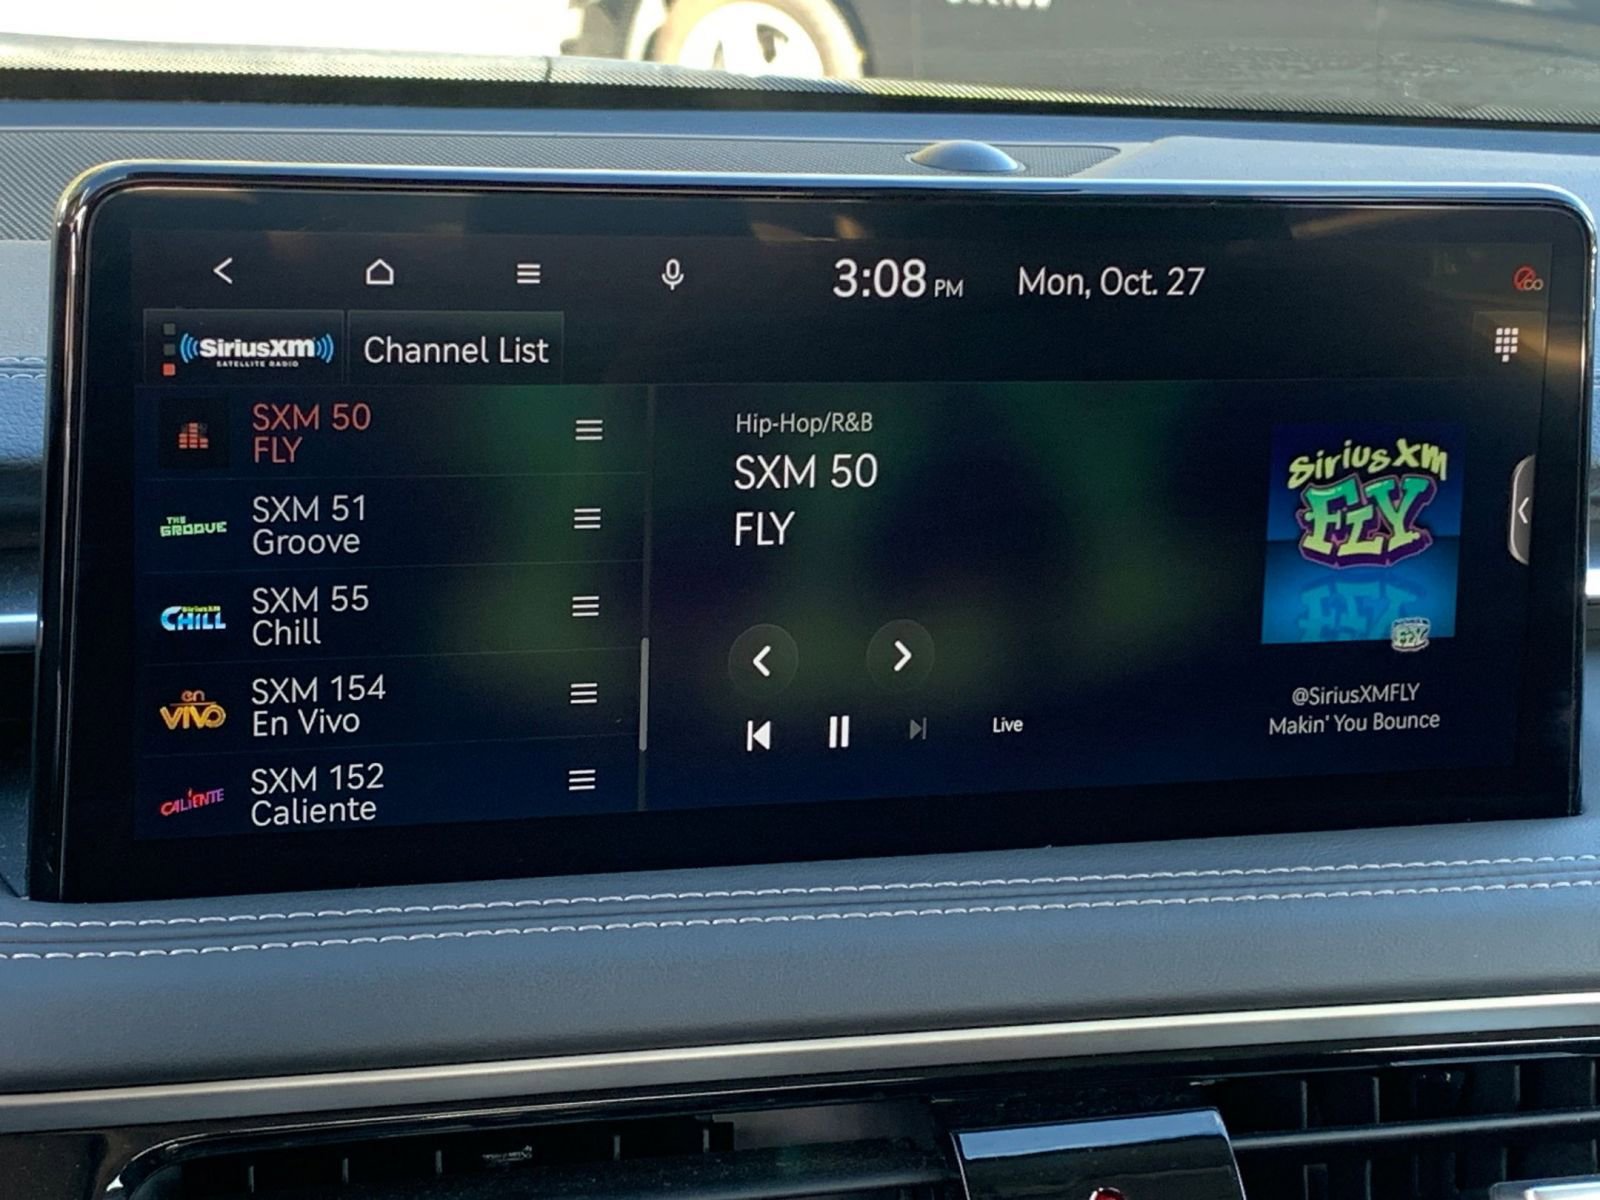 3:08 PM Mon, Oct. 27
SiriusXM
SATELLITE RADIO
Channel List
SXM 50
FLY
THE
GROOVE
SXM 51
Groove
SiriusXM
CHILL
SXM 55
Chill
en
VIVO
SXM 154
En Vivo
CALIENTE
SXM 152
Caliente
Hip-Hop/R&B
SXM 50
FLY
Live
SiriusXM
FLY
FLY
@SiriusXMFLY
Makin' You Bounce